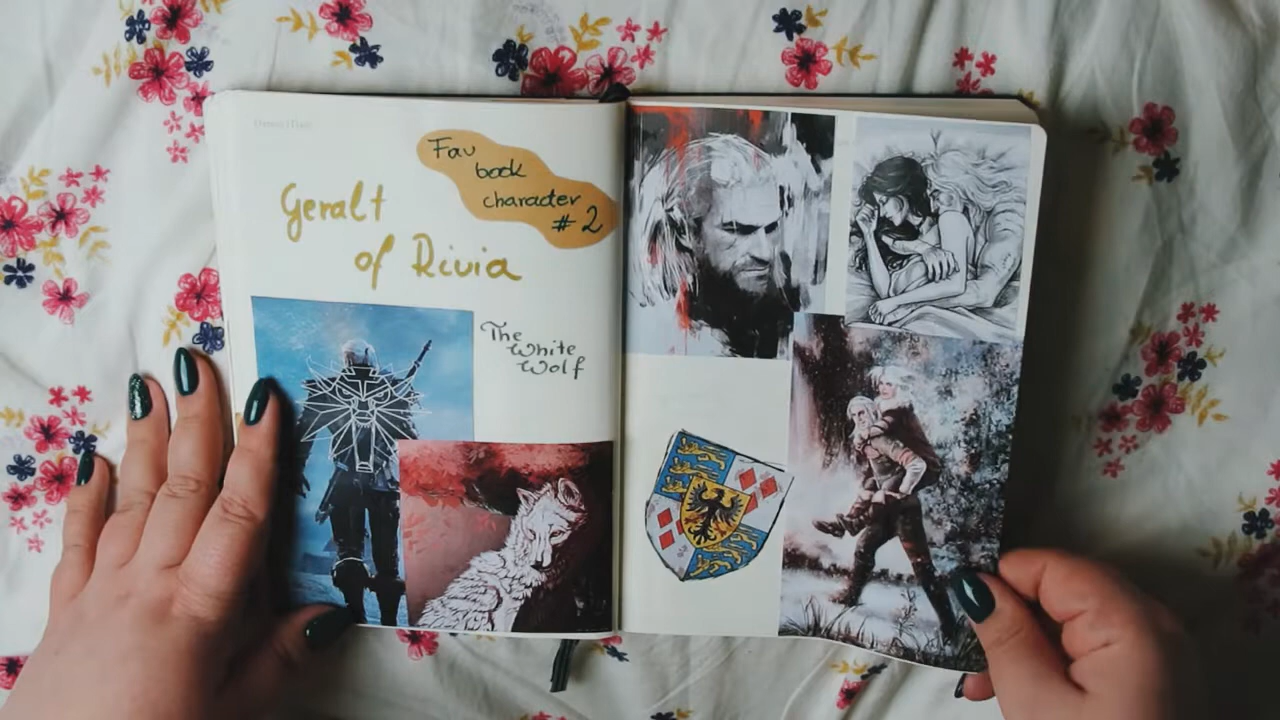 Fav
book
character
#2
Geralt
of Rivia
The
White
Wolf